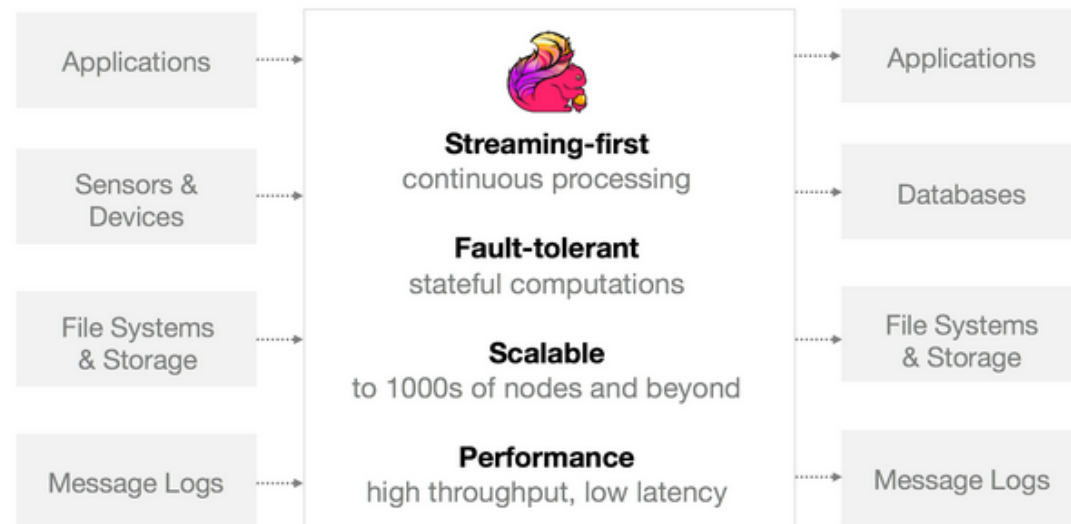 Applications
Sensors &
Devices
File Systems
& Storage
Message Logs
Streaming-first
continuous processing
Fault-tolerant
stateful computations
Scalable
to 1000s of nodes and beyond
Performance
high throughput, low latency
Applications
Databases
File Systems
& Storage
Message Logs